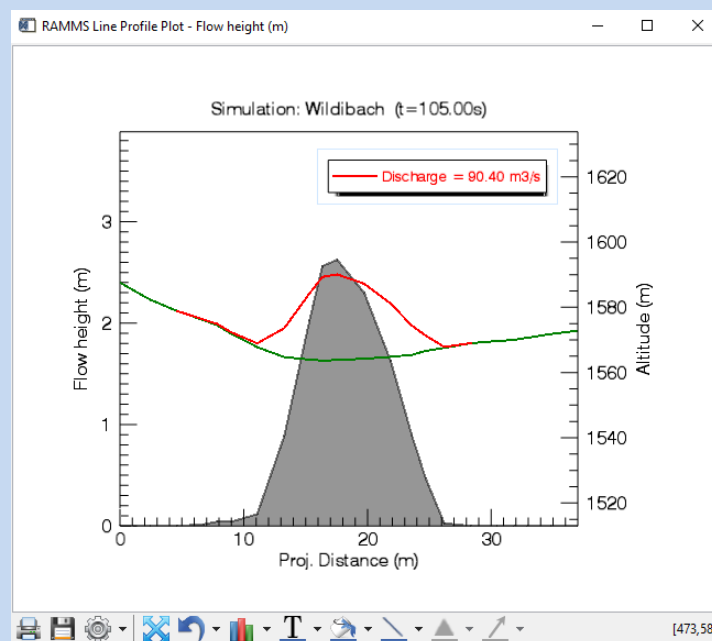 RAMMS Line Profile Plot - Flow height (m)
Simulation: Wildibach (t=105.00s)
Discharge = 90.40 m3/s
Flow height (m)
3
2
1
0
1620
1600
1580
1560
1540
1520
Altitude (m)
0 10 20 30
Proj. Distance (m)
T
[473,58